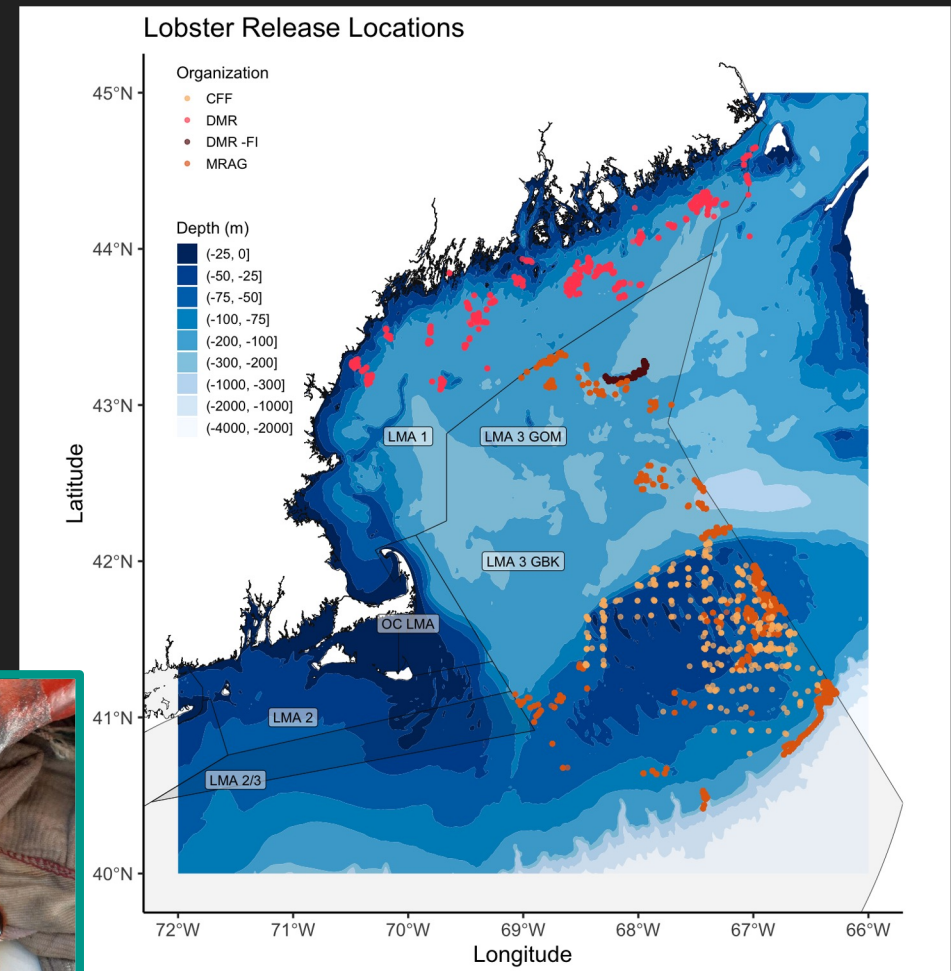 Lobster Release Locations
Organization
CFF
DMR
DMR -FI
MRAG
Depth (m)
(-25, 0]
(-50, -25]
(-75, -50]
(-100, -75]
(-200, -100]
(-300, -200]
(-1000, -300]
(-2000, -1000]
(-4000, -2000]
45°N
44°N
43°N
42°N
41°N
40°N
Latitude
LMA 1
LMA 3 GOM
LMA 3 GBK
OC LMA
LMA 2
LMA 2/3
72°W 71°W 70°W 69°W 68°W 67°W 66°W
Longitude